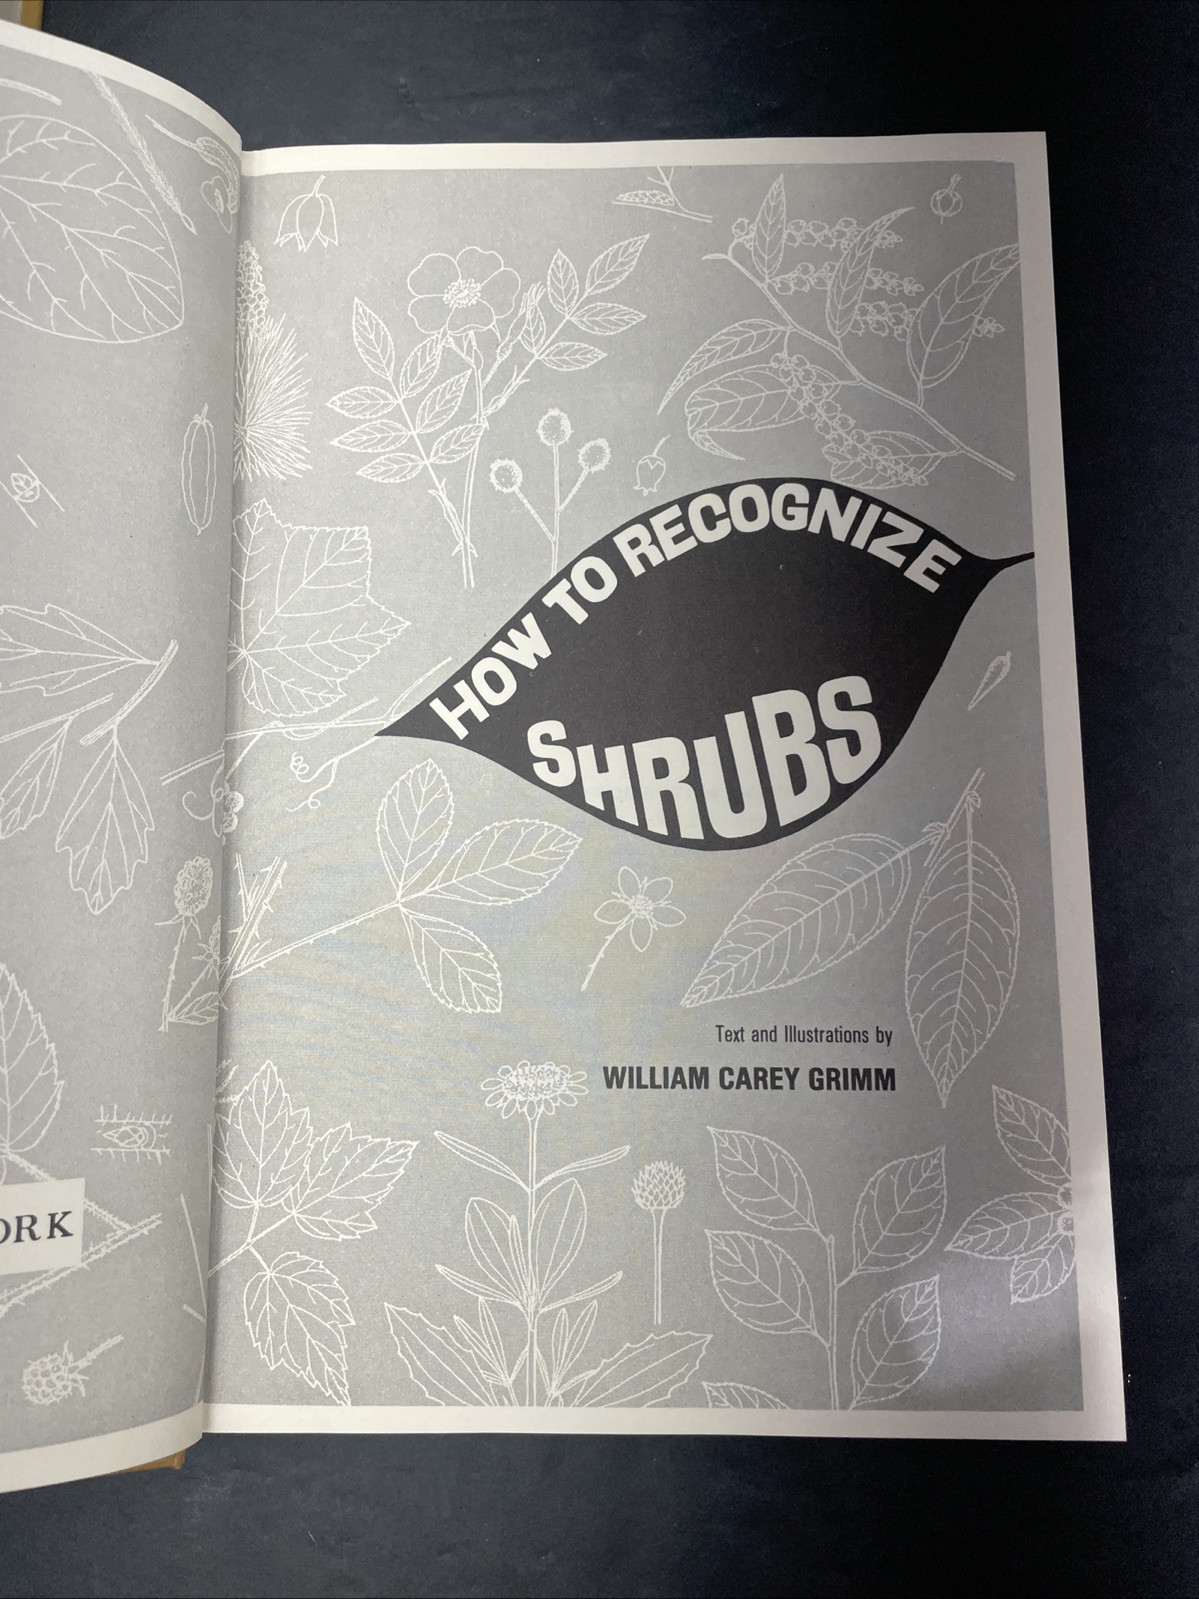 HOW TO RECOGNIZE
SHRUBS
Text and Illustrations by
WILLIAM CAREY GRIMM
ORK